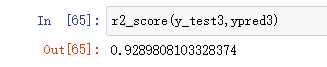 In [65]: r2_score(y_test3,ypred3)
Out[65]: 0.9289808103328374